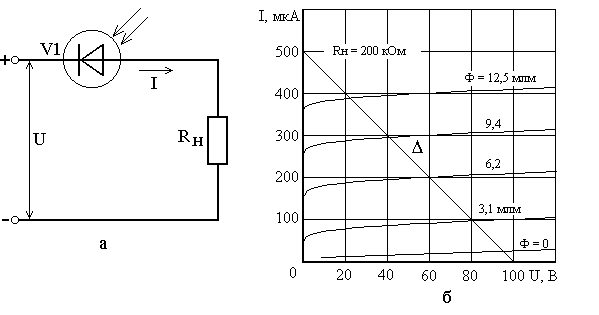 V1
+
I
U
Rн
-
а
I, мкА
500
400
300
200
100
0
Rн = 200 кОм
Ф = 12,5 млм
9,4
Δ
6,2
3,1 млм
Ф = 0
20 40 60 80 100 U, В
б